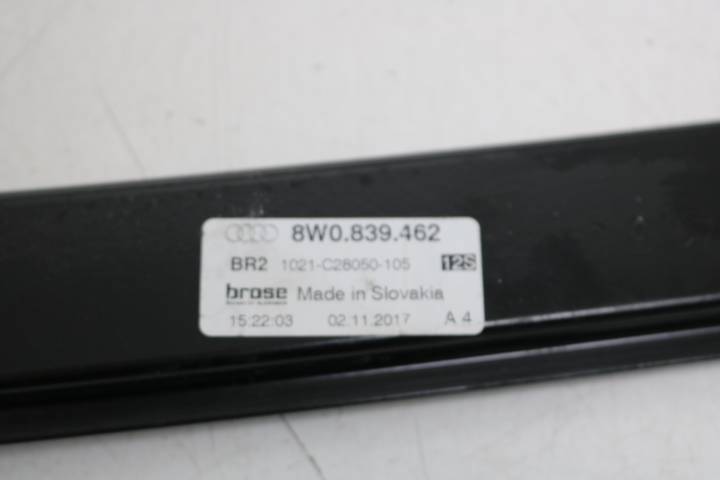 8W0.839.462
BR2 1021-C28050-105 12S
brose Made in Slovakia
15:22:03 02.11.2017 A 4